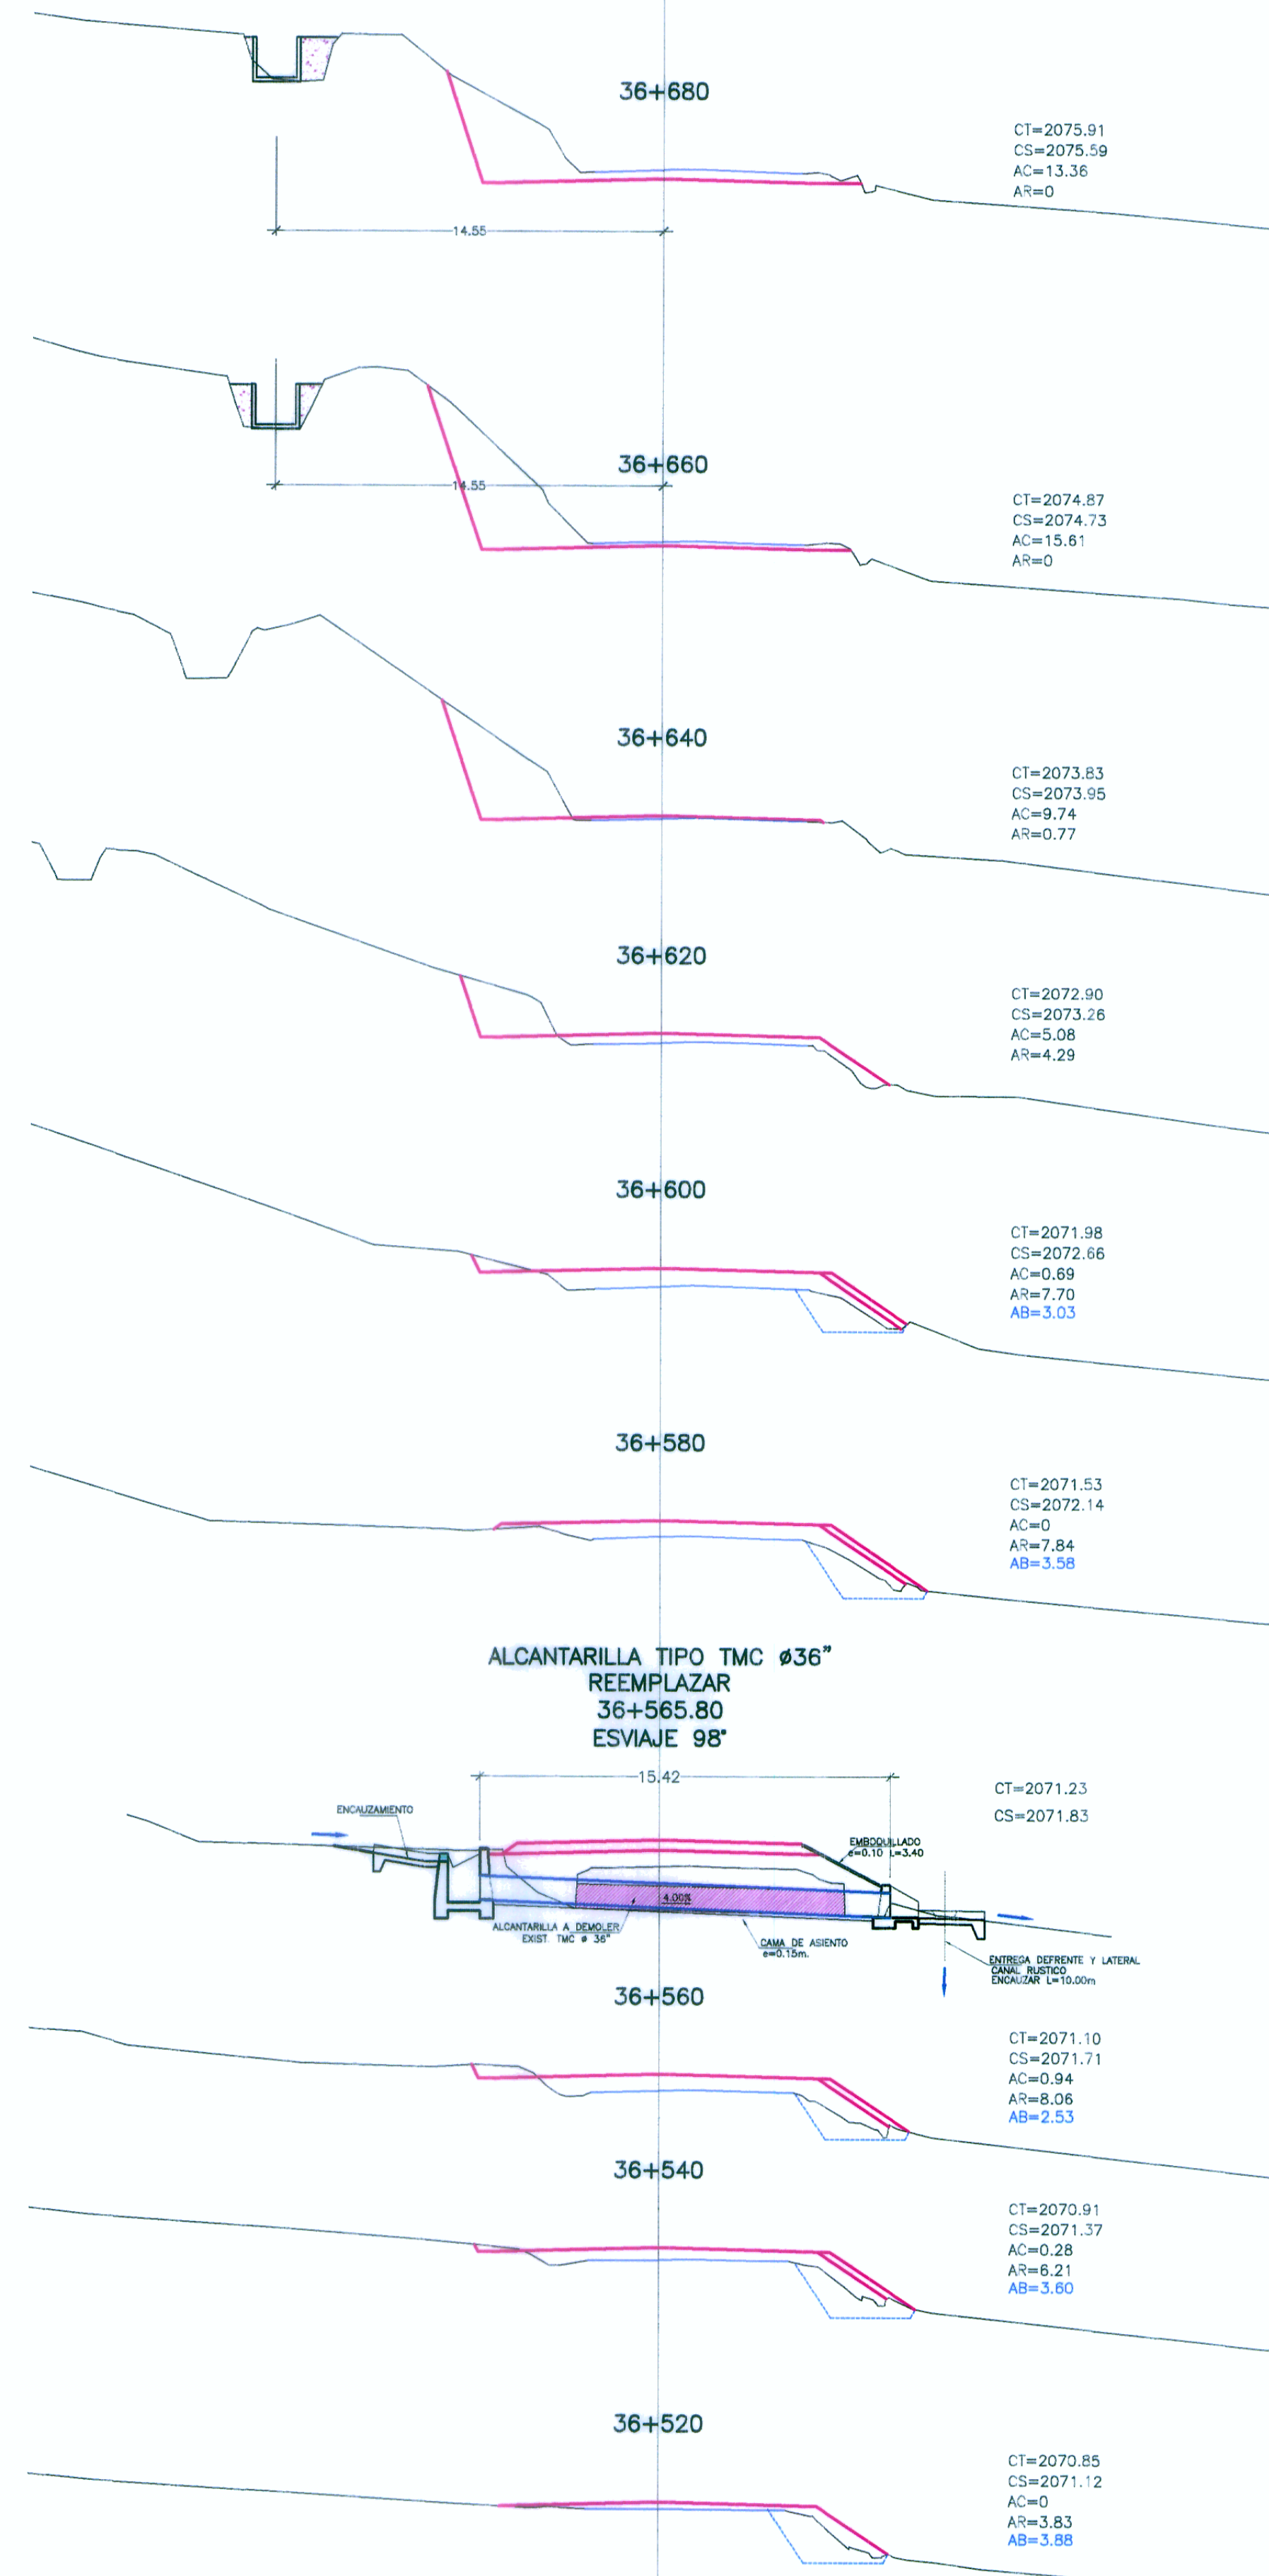 36+680
CT=2075.91
CS=2075.59
AC=13.36
AR=0
14.55
36+660
14.55
CT=2074.87
CS=2074.73
AC=15.61
AR=0
36+640
CT=2073.83
CS=2073.95
AC=9.74
AR=0.77
36+620
CT=2072.90
CS=2073.26
AC=5.08
AR=4.29
36+600
CT=2071.98
CS=2072.66
AC=0.69
AR=7.70
AB=3.03
36+580
CT=2071.53
CS=2072.14
AC=0
AR=7.84
AB=3.58
ALCANTARILLA TIPO TMC ø36"
REEMPLAZAR
36+565.80
ESVIAJE 98°
15.42
CT=2071.23
CS=2071.83
ENCAUZAMIENTO
EMBOQUILLADO
e=0.10 L=3.40
4.00%
ALCANTARILLA A DEMOLER
EXIST. TMC ø 36"
CAMA DE ASIENTO
e=0.15m.
ENTREGA DEFRENTE Y LATERAL
CANAL RUSTICO
ENCAUZAR L=10.00m
36+560
CT=2071.10
CS=2071.71
AC=0.94
AR=8.06
AB=2.53
36+540
CT=2070.91
CS=2071.37
AC=0.28
AR=6.21
AB=3.60
36+520
CT=2070.85
CS=2071.12
AC=0
AR=3.83
AB=3.88